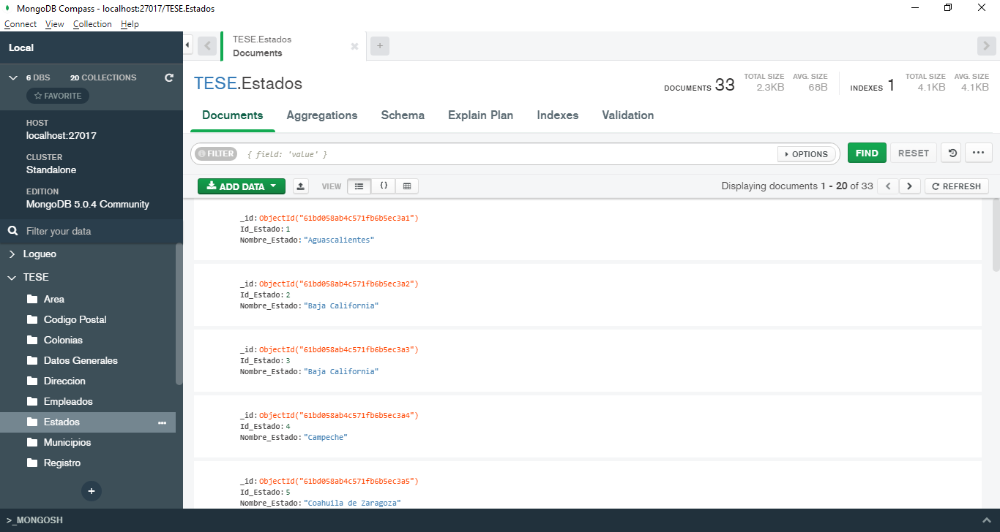 MongoDB Compass - localhost:27017/TESE.Estados
Connect View Collection Help
Local
6 DBS 20 COLLECTIONS
FAVORITE
HOST
localhost:27017
CLUSTER
Standalone
EDITION
MongoDB 5.0.4 Community
Filter your data
Logueo
TESE
Area
Codigo Postal
Colonias
Datos Generales
Direccion
Empleados
Estados
Municipios
Registro
+
>_MONGOSH
TESE.Estados
Documents
+
TESE.Estados
DOCUMENTS 33
TOTAL SIZE 2.3KB
AVG. SIZE 68B
INDEXES 1
TOTAL SIZE 4.1KB
AVG. SIZE 4.1KB
Documents Aggregations Schema Explain Plan Indexes Validation
FILTER { field: 'value' } OPTIONS FIND RESET ...
ADD DATA VIEW {} Displaying documents 1 - 20 of 33 < > REFRESH
_id: ObjectId("61bd058ab4c571fb6b5ec3a1")
Id_Estado: 1
Nombre_Estado: "Aguascalientes"
_id: ObjectId("61bd058ab4c571fb6b5ec3a2")
Id_Estado: 2
Nombre_Estado: "Baja California"
_id: ObjectId("61bd058ab4c571fb6b5ec3a3")
Id_Estado: 3
Nombre_Estado: "Baja California"
_id: ObjectId("61bd058ab4c571fb6b5ec3a4")
Id_Estado: 4
Nombre_Estado: "Campeche"
_id: ObjectId("61bd058ab4c571fb6b5ec3a5")
Id_Estado: 5
Nombre_Estado: "Coahuila de Zaragoza"